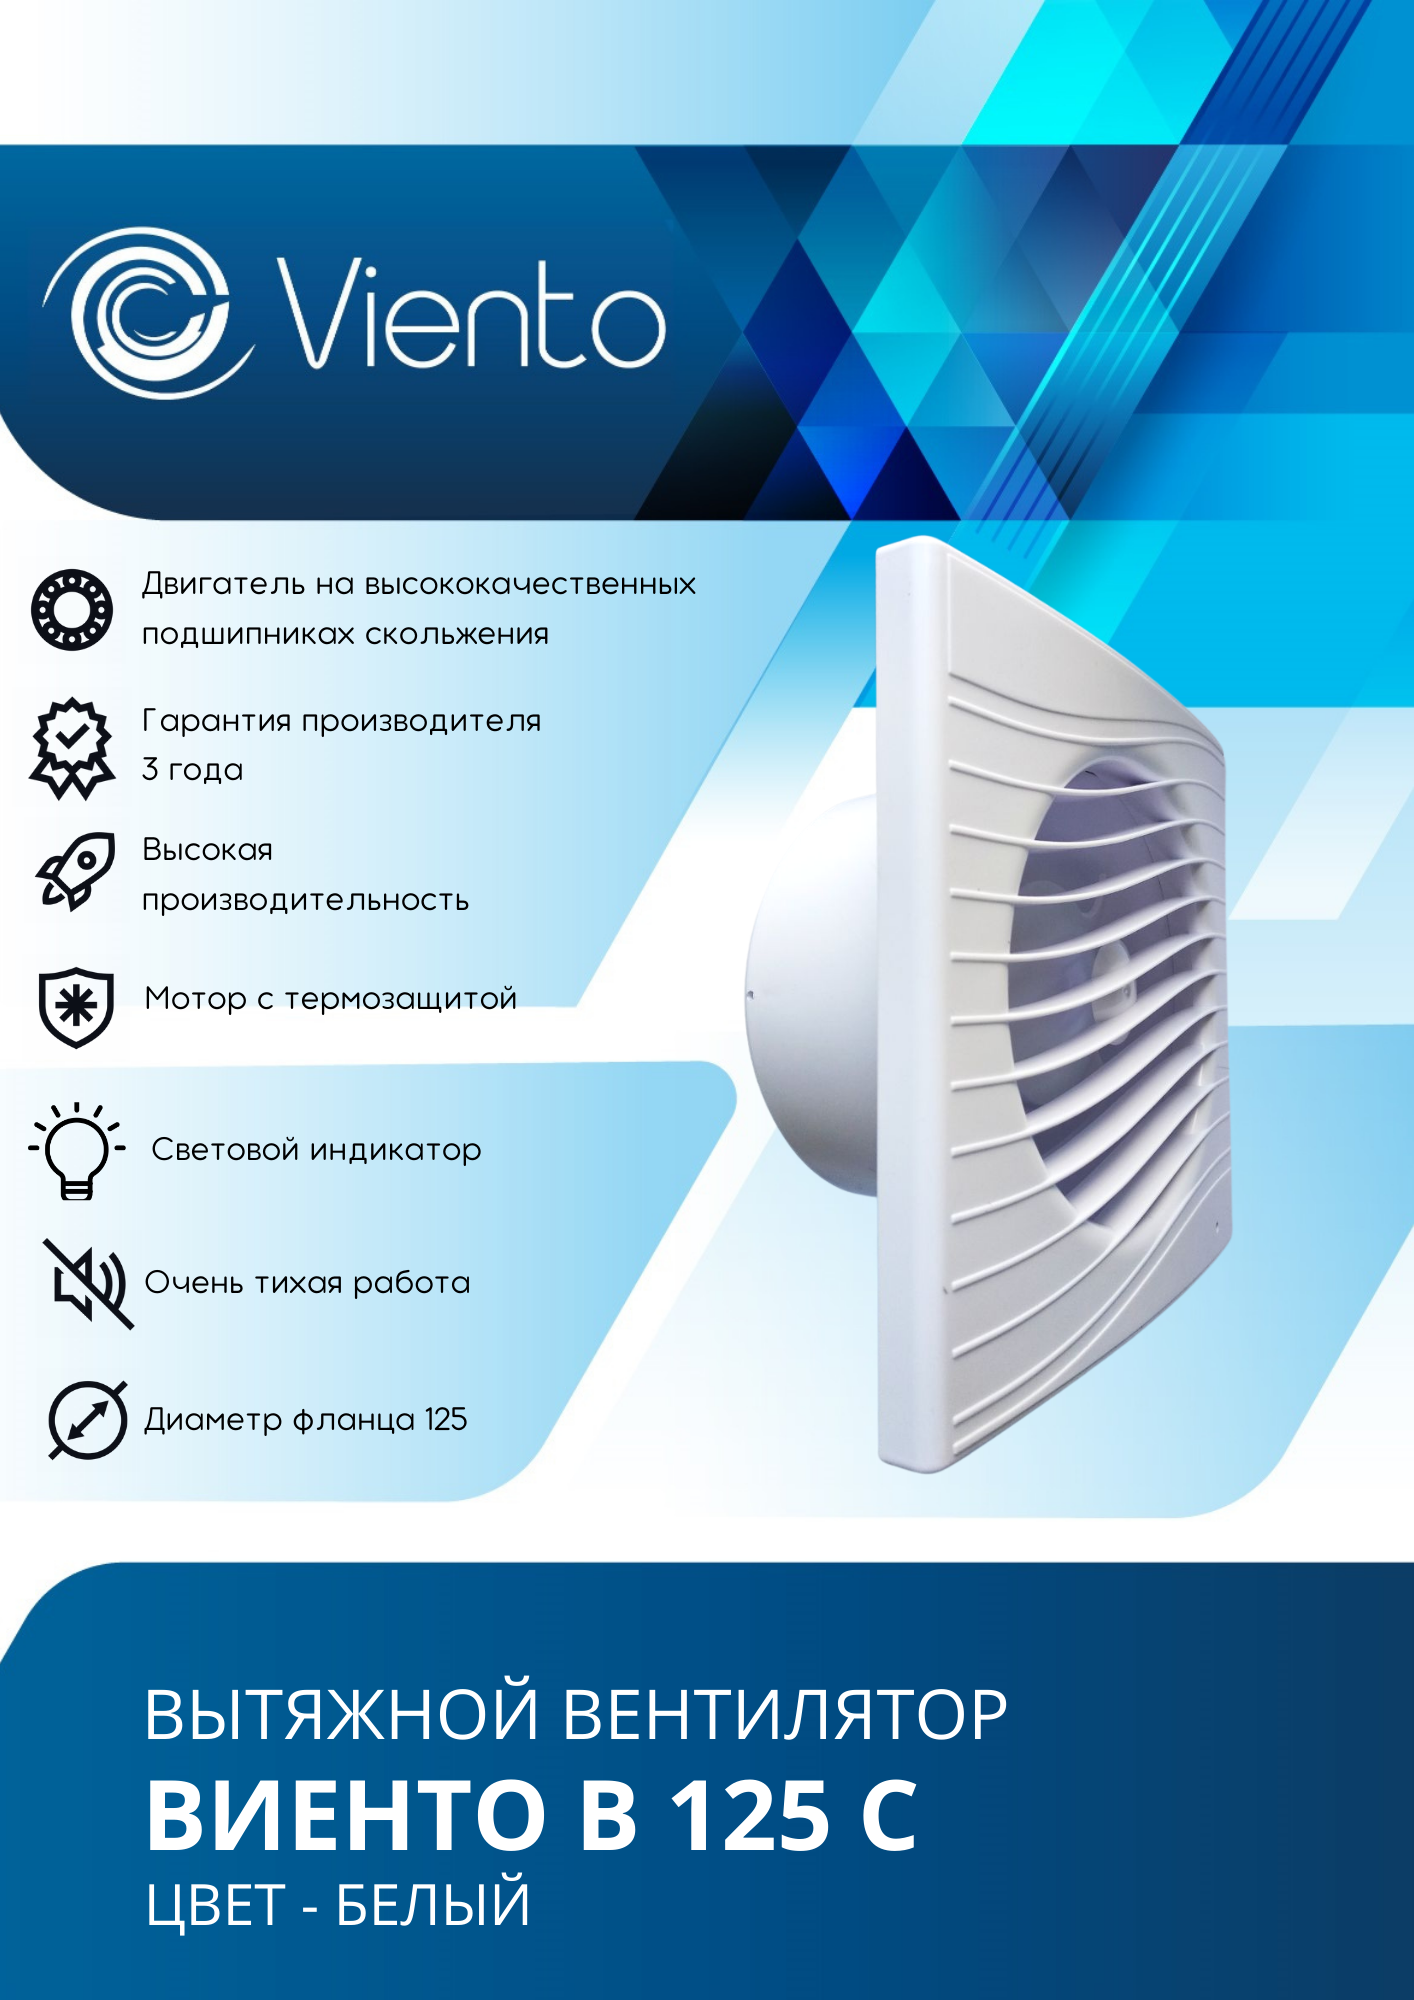 Viento
Двигатель на высококачественных
подшипниках скольжения
Гарантия производителя
3 года
Высокая
производительность
Мотор с термозащитой
Световой индикатор
Очень тихая работа
Диаметр фланца 125
ВЫТЯЖНОЙ ВЕНТИЛЯТОР
ВИЕНТО В 125 С
ЦВЕТ - БЕЛЫЙ